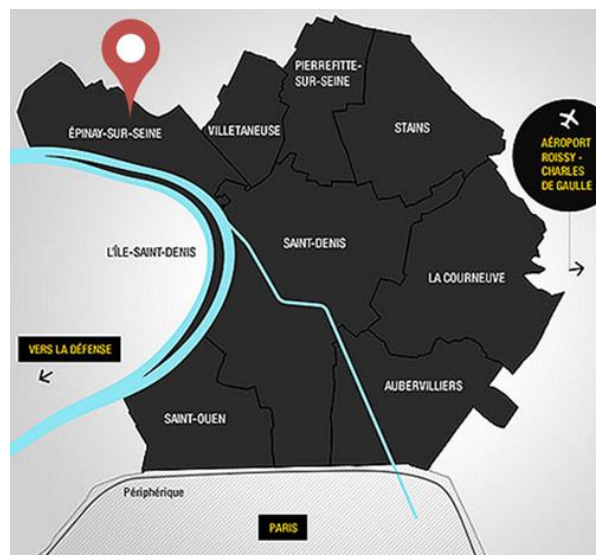 PIERREFITTE-
SUR-SEINE
ÉPINAY-SUR-SEINE
VILLETANEUSE
STAINS
AÉROPORT
ROISSY -
CHARLES
DE GAULLE
L'ÎLE-SAINT-DENIS
SAINT-DENIS
LA COURNEUVE
VERS LA DÉFENSE
AUBERVILLIERS
SAINT-OUEN
Périphérique
PARIS